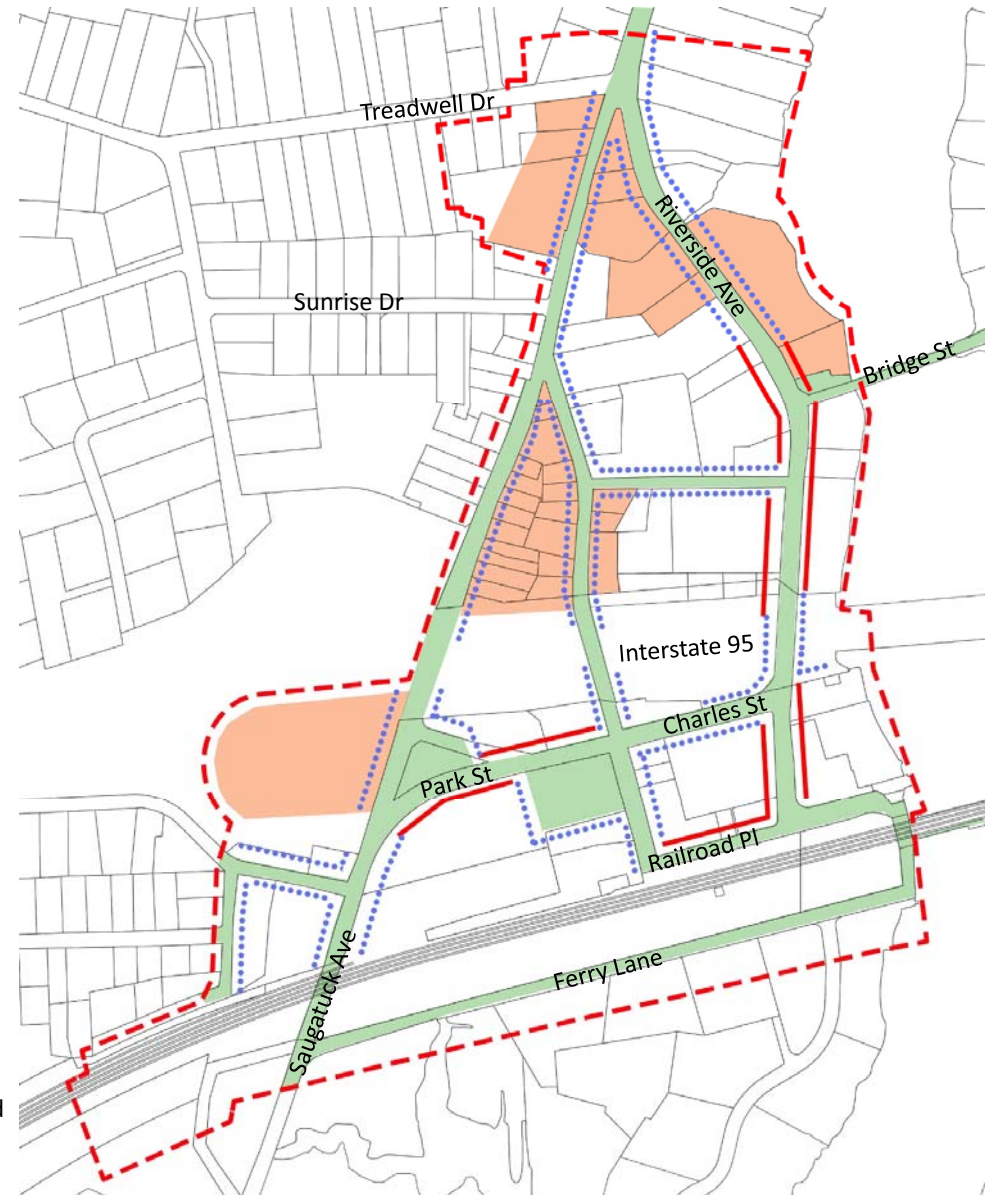 Treadwell Dr
Riverside Ave
Sunrise Dr
Bridge St
Interstate 95
Charles St
Park St
Railroad Pl
Ferry Lane
Saugatuck Ave